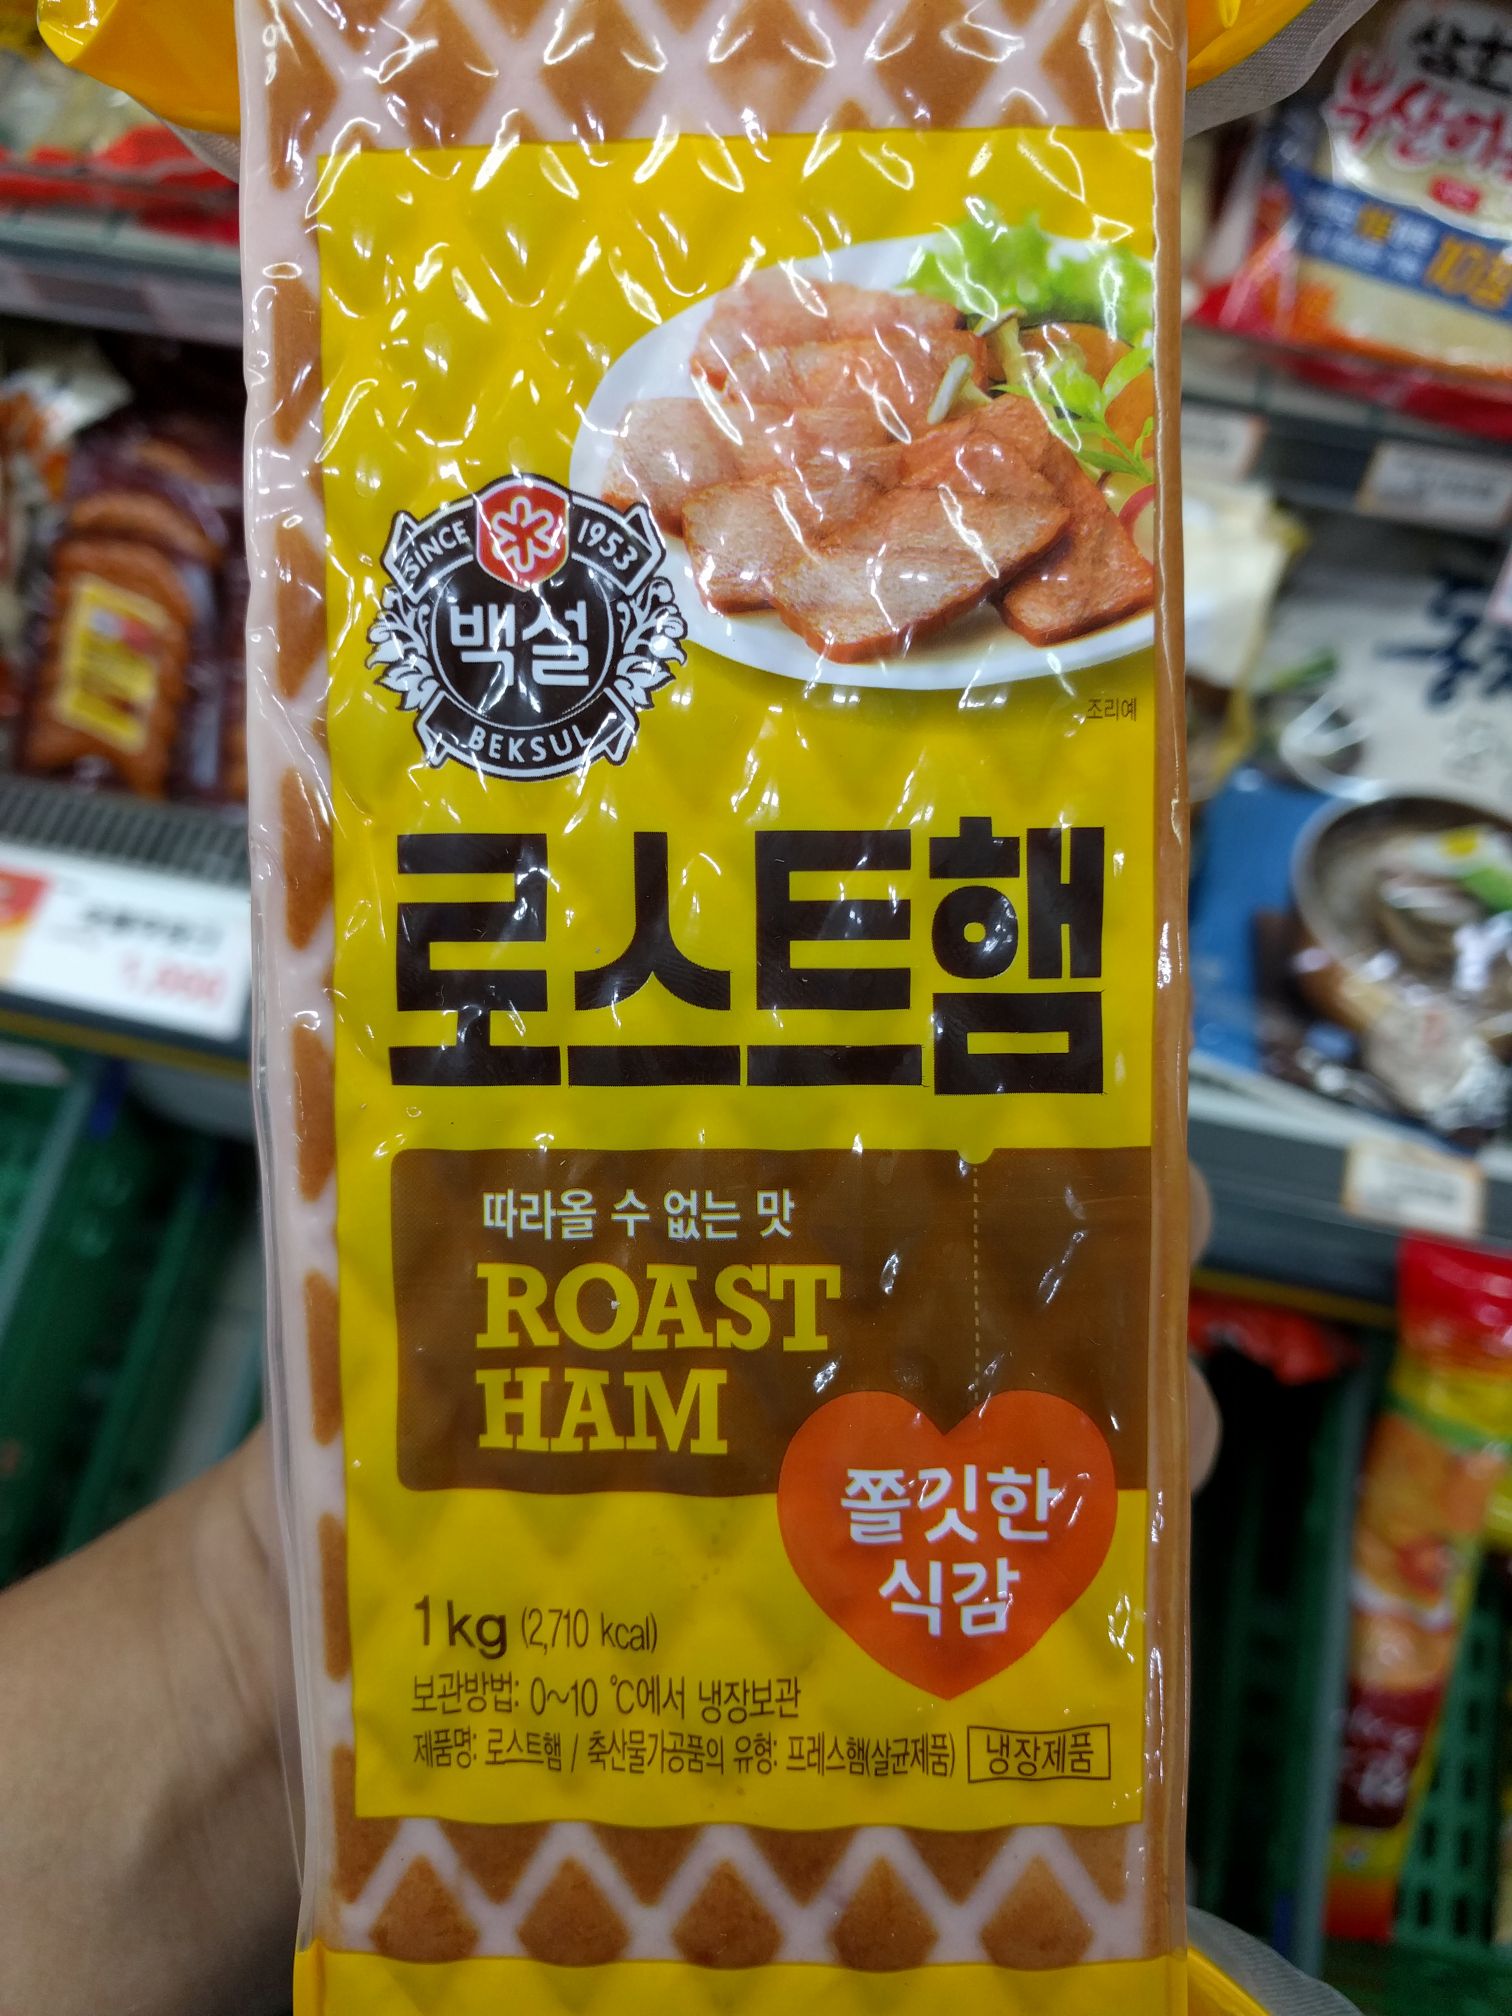 SINCE 1953
백설
BEKSUL
조리예
로스트햄
따라올 수 없는 맛
ROAST
HAM
쫄깃한
식감
1kg (2,710 kcal)
보관방법: 0~10 ℃에서 냉장보관
제품명: 로스트햄 / 축산물가공품의 유형: 프레스햄(살균제품) 냉장제품